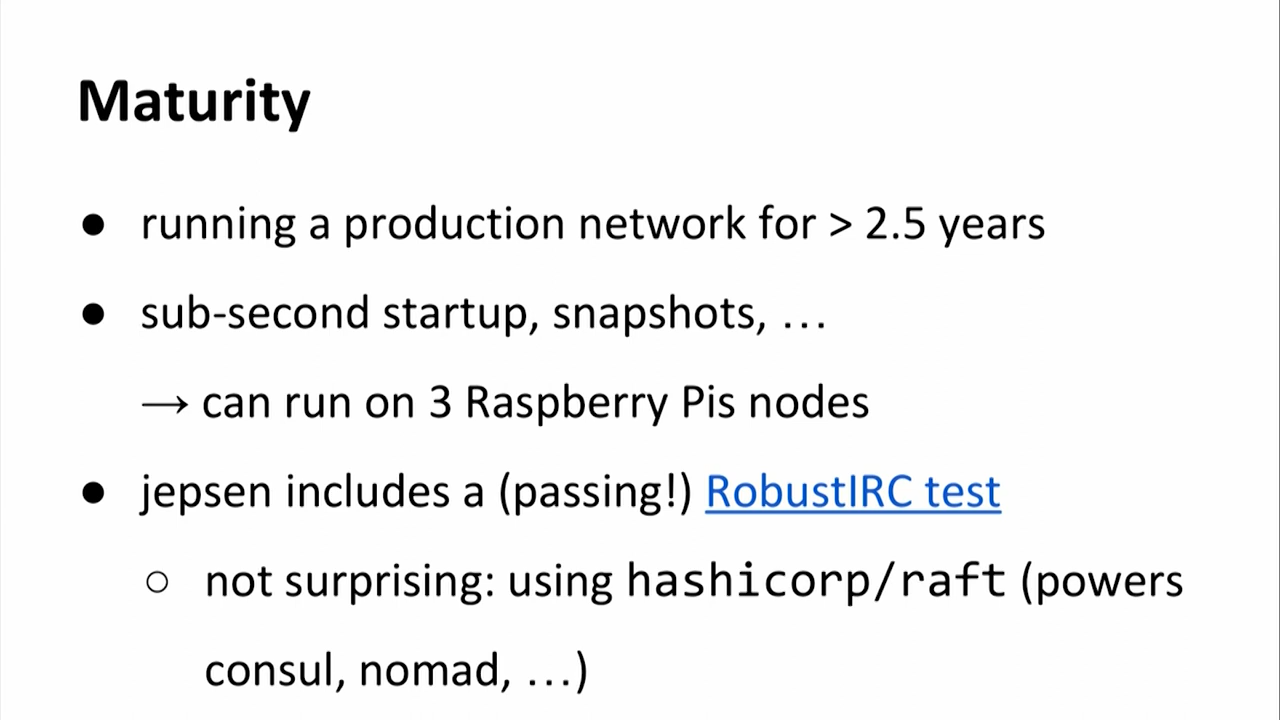 Maturity
● running a production network for > 2.5 years
● sub-second startup, snapshots, …
→ can run on 3 Raspberry Pis nodes
● jepsen includes a (passing!) RobustIRC test
○ not surprising: using hashicorp/raft (powers
consul, nomad, …)